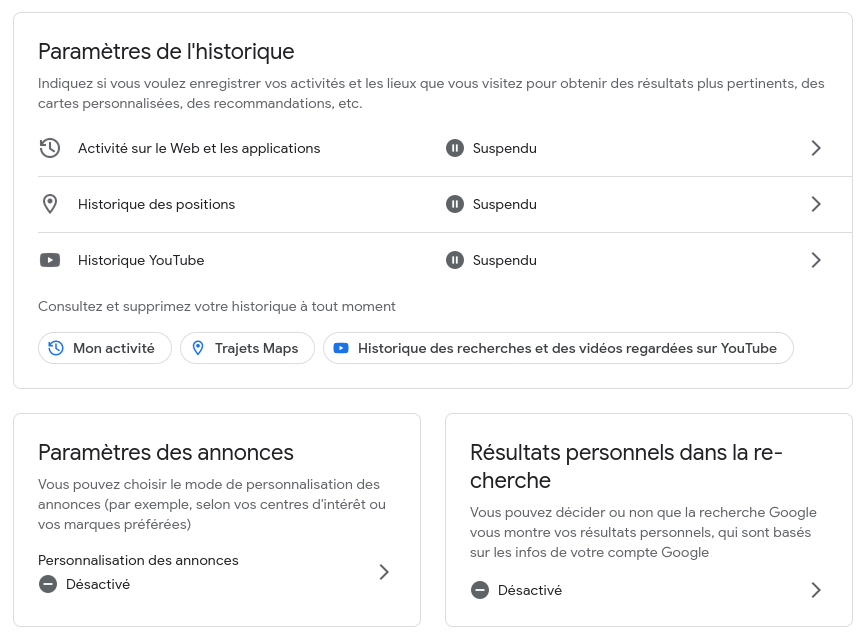 Paramètres de l'historique
Indiquez si vous voulez enregistrer vos activités et les lieux que vous visitez pour obtenir des résultats plus pertinents, des
cartes personnalisées, des recommandations, etc.
Activité sur le Web et les applications
Suspendu
Historique des positions
Suspendu
Historique YouTube
Suspendu
Consultez et supprimez votre historique à tout moment
Mon activité
Trajets Maps
Historique des recherches et des vidéos regardées sur YouTube
Paramètres des annonces
Vous pouvez choisir le mode de personnalisation des
annonces (par exemple, selon vos centres d'intérêt ou
vos marques préférées)
Personnalisation des annonces
Désactivé
Résultats personnels dans la re-
cherche
Vous pouvez décider ou non que la recherche Google
vous montre vos résultats personnels, qui sont basés
sur les infos de votre compte Google
Désactivé